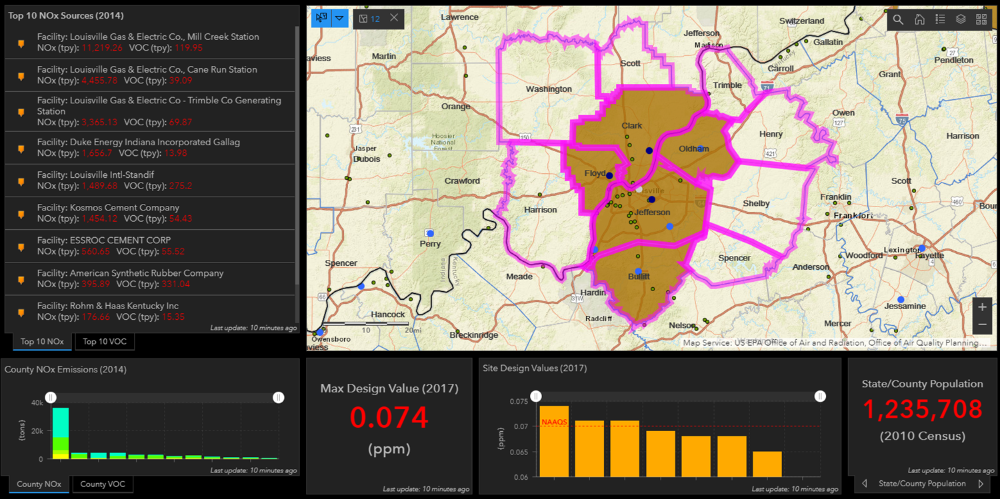 Top 10 NOx Sources (2014)
Facility: Louisville Gas & Electric Co., Mill Creek Station
NOx (tpy): 11,219.26 VOC (tpy): 119.95
Facility: Louisville Gas & Electric Co., Cane Run Station
NOx (tpy): 4,455.78 VOC (tpy): 39.09
Facility: Louisville Gas & Electric Co - Trimble Co Generating
Station
NOx (tpy): 3,365.13 VOC (tpy): 69.87
Facility: Duke Energy Indiana Incorporated Gallag
NOx (tpy): 1,656.7 VOC (tpy): 13.98
Facility: Louisville Intl-Standif
NOx (tpy): 1,489.68 VOC (tpy): 275.2
Facility: Kosmos Cement Company
NOx (tpy): 1,454.12 VOC (tpy): 54.43
Facility: ESSROC CEMENT CORP
NOx (tpy): 560.65 VOC (tpy): 55.52
Facility: American Synthetic Rubber Company
NOx (tpy): 395.89 VOC (tpy): 331.04
Facility: Rohm & Haas Kentucky Inc
NOx (tpy): 176.66 VOC (tpy): 15.35
Last update: 10 minutes ago
Top 10 NOx
Top 10 VOC
12
Lawrence
Switzerland
Jefferson
Madison
Gallatin
aviess
Martin
Scott
Kentucky
Carroll
27
Pendleton
Grant
Washington
Trimble
71
Orange
Owen
75
127
231
150
Clark
Henry
Harrison
Hoosier
National
Forest
Jasper
Dubois
Oldham
421
Floyd
Crawford
Scott
isville
64
Franklin
460
Bour
Harrison
Jefferson
Shelby
Frankfort
Perry
Lexington
Woodford
Fayette
Spencer
Indiana
Kentucky
Spencer
Anderson
4
Meade
Bullitt
66
Hardin
31W
Jessamine
Hancock
Radcliff
Mercer
Nelson
10
20mi
Breckinridge
Owensboro
viess
Map Service: US EPA Office of Air and Radiation, Office of Air Quality Planning...
County NOx Emissions (2014)
40k
20k
0
{tons}
Last update: 10 minutes ago
County NOx
County VOC
Max Design Value (2017)
0.074
(ppm)
Last update: 10 minutes ago
Site Design Values (2017)
0.075
0.07
0.065
0.06
{ppm}
NAAQS
Last update: 10 minutes ago
State/County Population
1,235,708
(2010 Census)
Last update: 10 minutes ago
State/County Population